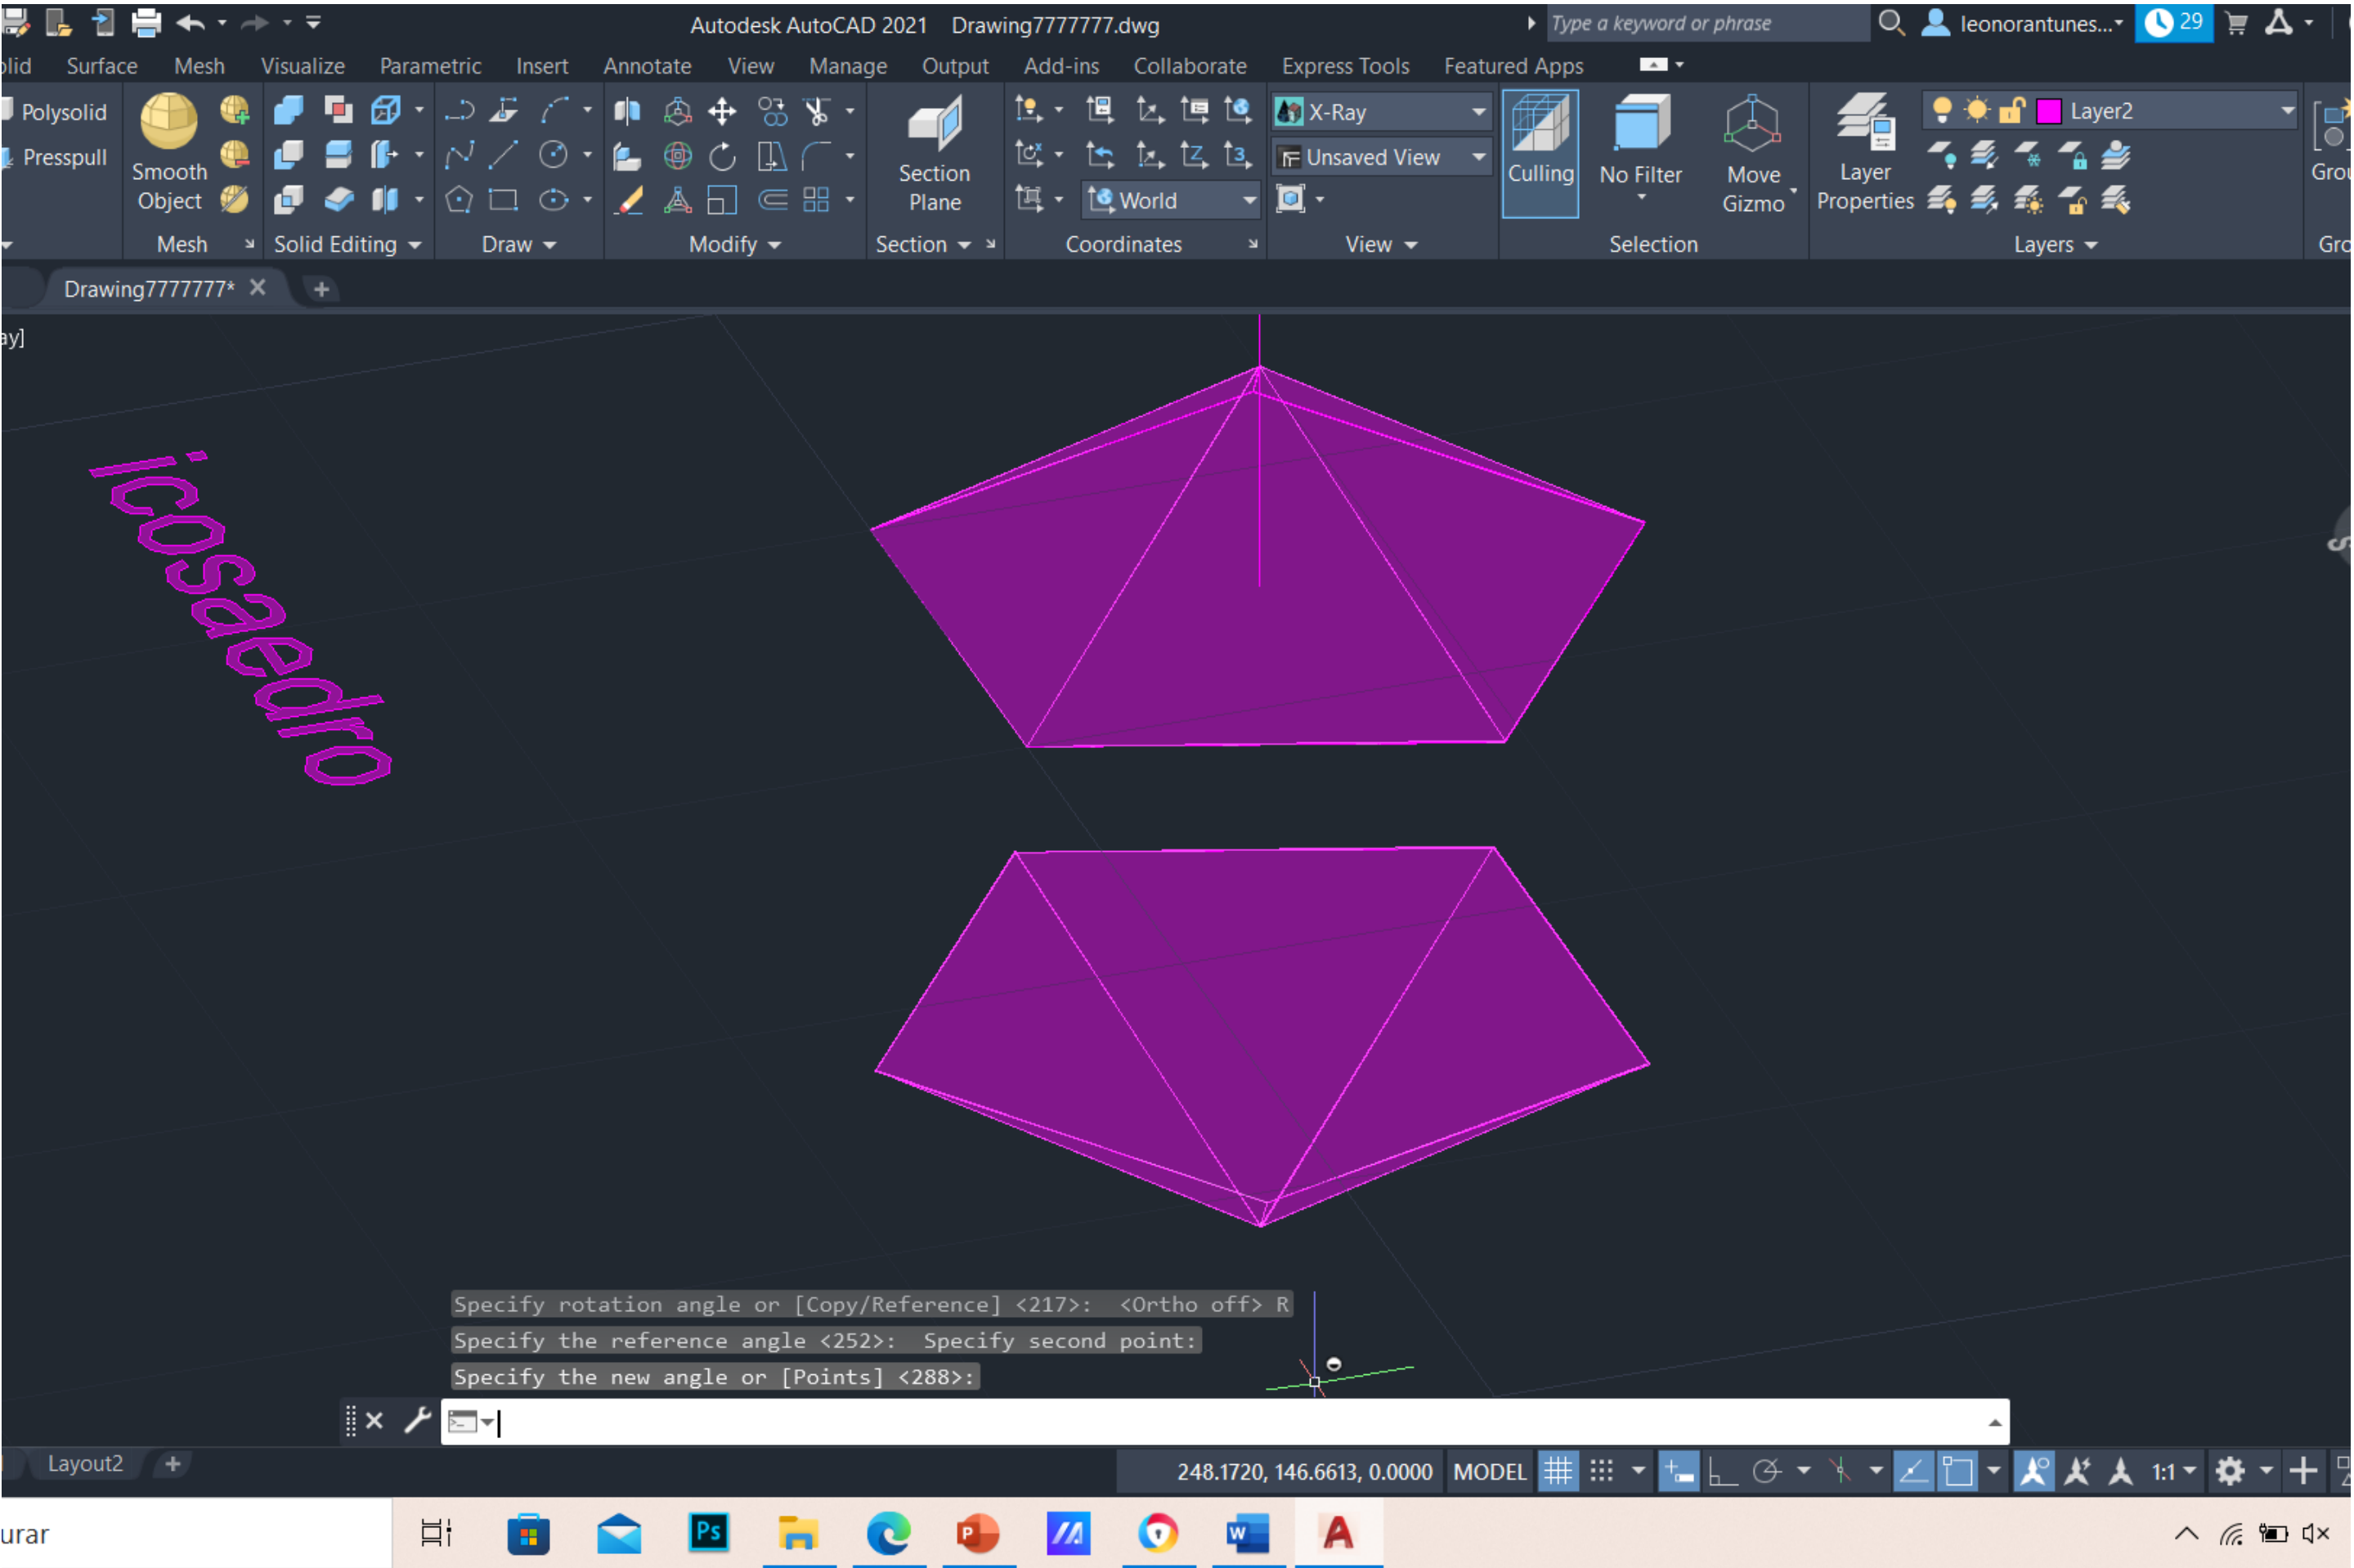 Autodesk AutoCAD 2021 Drawing7777777.dwg
Type a keyword or phrase
leonorantunes...
29
olid Surface Mesh Visualize Parametric Insert Annotate View Manage Output Add-ins Collaborate Express Tools Featured Apps
Polysolid
Presspull
Smooth
Object
Section
Plane
World
X-Ray
Unsaved View
Culling
No Filter
Move
Gizmo
Layer
Properties
Layer2
Grou
Mesh Solid Editing Draw Modify Section Coordinates View Selection Layers Gro
Drawing7777777*
ay]
icosaedro
S
Specify rotation angle or [Copy/Reference] <217>: <Ortho off> R
Specify the reference angle <252>: Specify second point:
Specify the new angle or [Points] <288>:
Layout2
248.1720, 146.6613, 0.0000 MODEL 1:1
urar
Ps
P
W
A